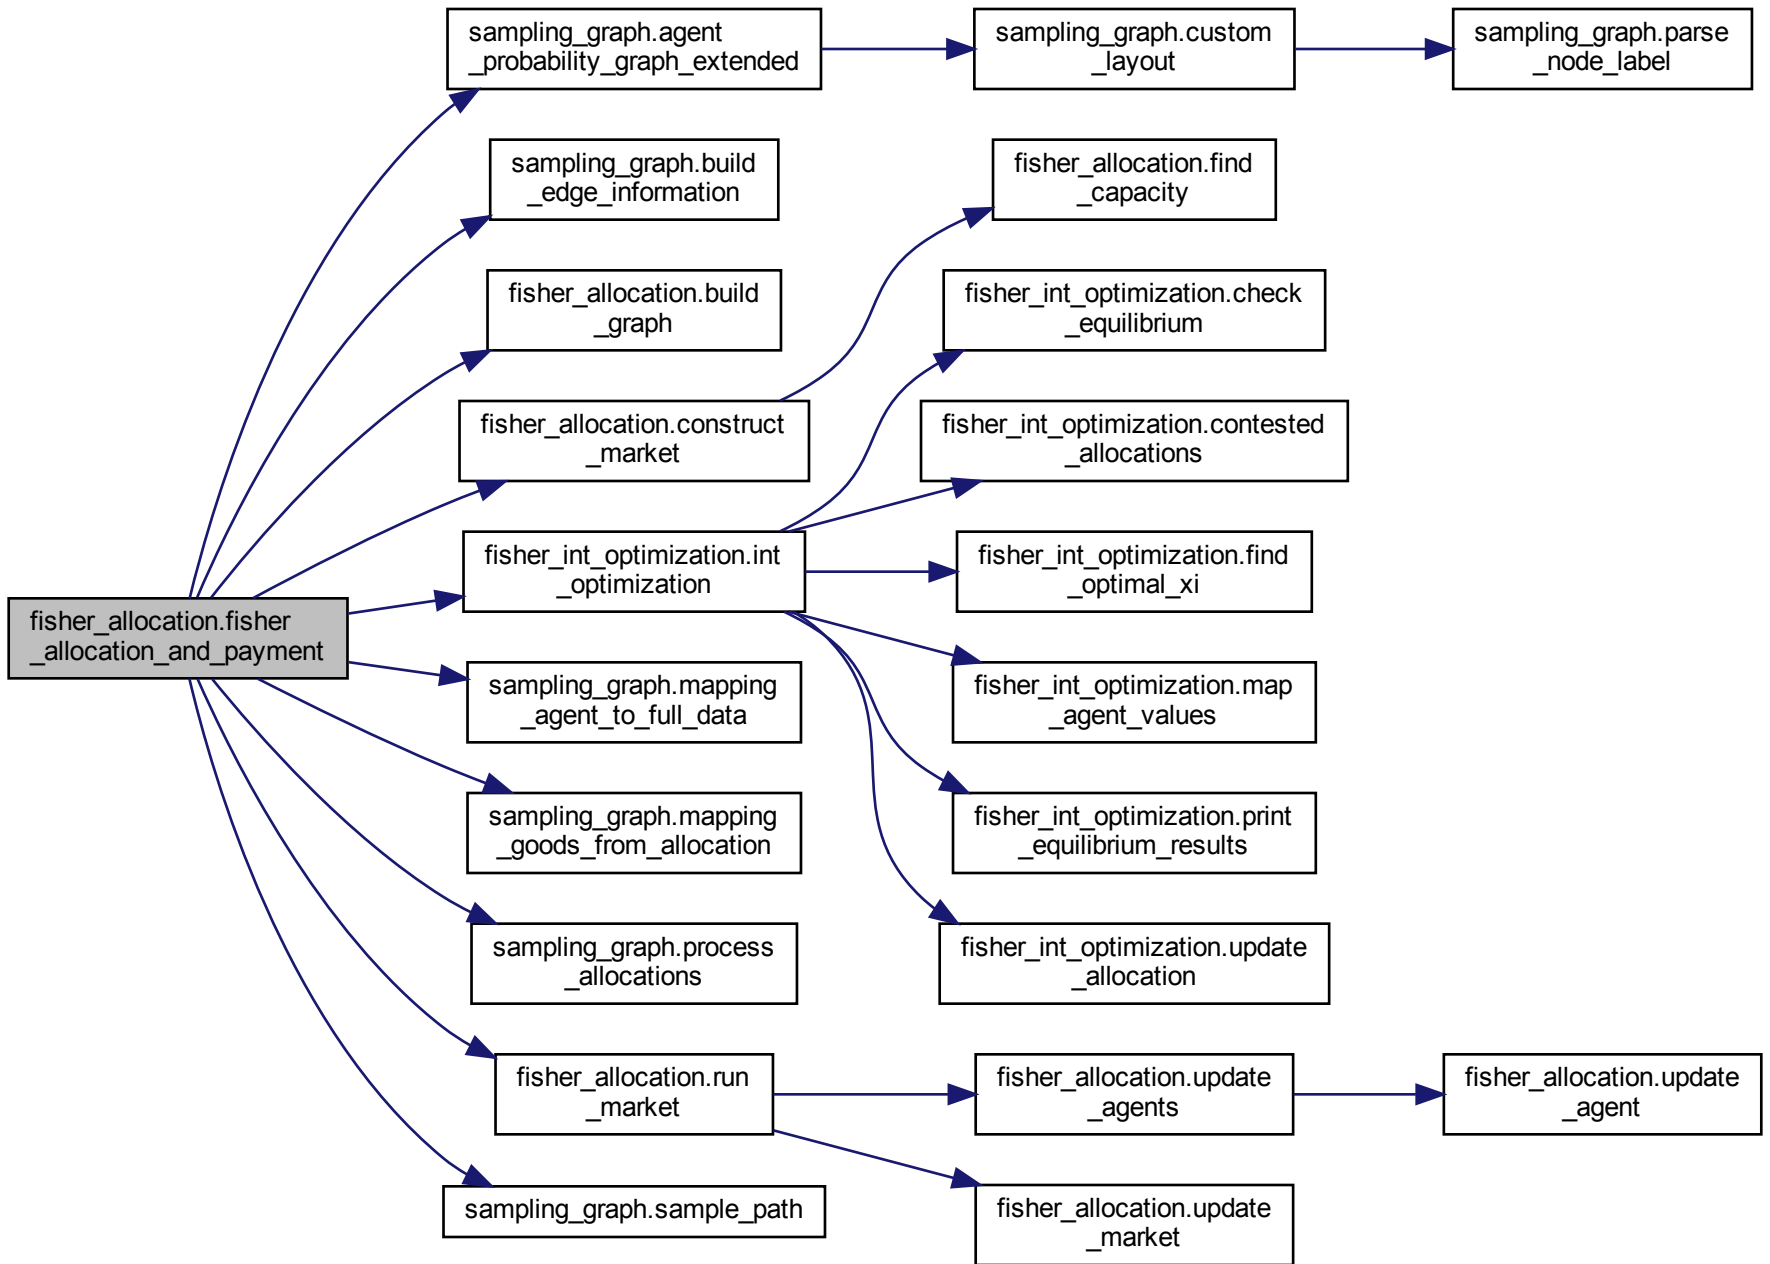 sampling_graph.agent
_probability_graph_extended
sampling_graph.custom
_layout
sampling_graph.parse
_node_label
sampling_graph.build
_edge_information
fisher_allocation.find
_capacity
fisher_allocation.build
_graph
fisher_int_optimization.check
_equilibrium
fisher_allocation.construct
_market
fisher_int_optimization.contested
_allocations
fisher_int_optimization.int
_optimization
fisher_int_optimization.find
_optimal_xi
fisher_allocation.fisher
_allocation_and_payment
sampling_graph.mapping
_agent_to_full_data
fisher_int_optimization.map
_agent_values
sampling_graph.mapping
_goods_from_allocation
fisher_int_optimization.print
_equilibrium_results
sampling_graph.process
_allocations
fisher_int_optimization.update
_allocation
fisher_allocation.run
_market
fisher_allocation.update
_agents
fisher_allocation.update
_agent
sampling_graph.sample_path
fisher_allocation.update
_market